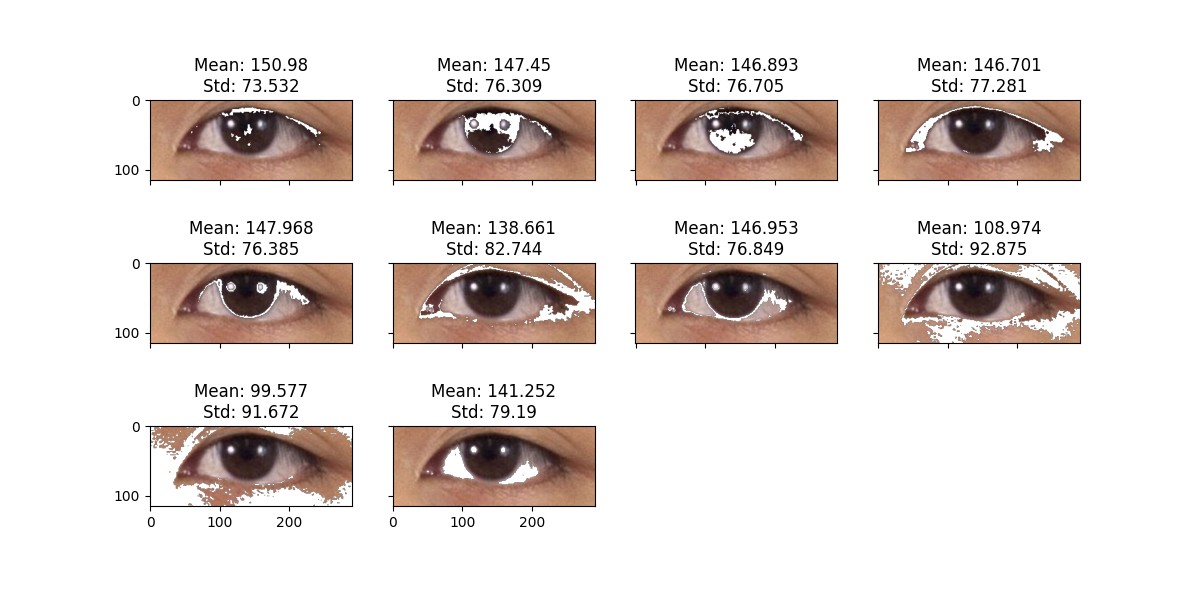 Mean: 150.98
Std: 73.532
Mean: 147.45
Std: 76.309
Mean: 146.893
Std: 76.705
Mean: 146.701
Std: 77.281
0
100
Mean: 147.968
Std: 76.385
Mean: 138.661
Std: 82.744
Mean: 146.953
Std: 76.849
Mean: 108.974
Std: 92.875
0
100
Mean: 99.577
Std: 91.672
Mean: 141.252
Std: 79.19
0
100
0 100 200
0 100 200